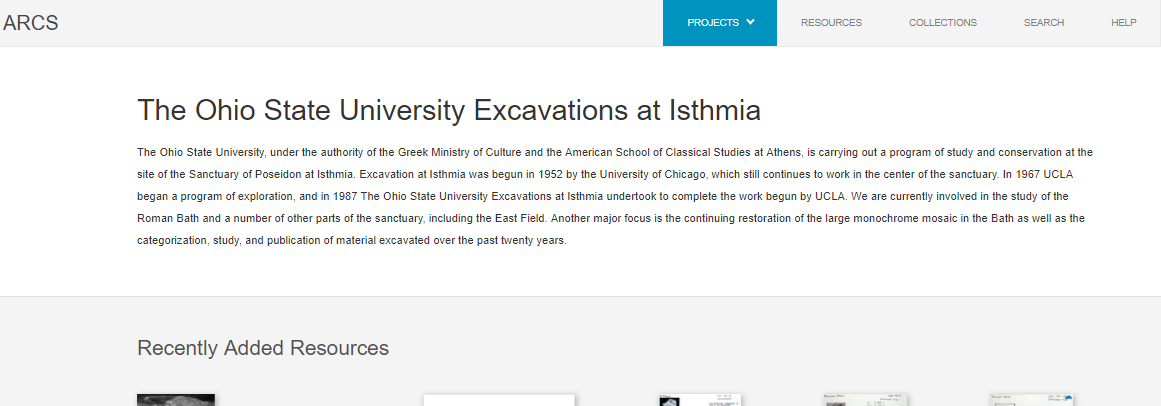 ARCS
PROJECTS
RESOURCES
COLLECTIONS
SEARCH
HELP
The Ohio State University Excavations at Isthmia
The Ohio State University, under the authority of the Greek Ministry of Culture and the American School of Classical Studies at Athens, is carrying out a program of study and conservation at the
site of the Sanctuary of Poseidon at Isthmia. Excavation at Isthmia was begun in 1952 by the University of Chicago, which still continues to work in the center of the sanctuary. In 1967 UCLA
began a program of exploration, and in 1987 The Ohio State University Excavations at Isthmia undertook to complete the work begun by UCLA. We are currently involved in the study of the
Roman Bath and a number of other parts of the sanctuary, including the East Field. Another major focus is the continuing restoration of the large monochrome mosaic in the Bath as well as the
categorization, study, and publication of material excavated over the past twenty years.
Recently Added Resources